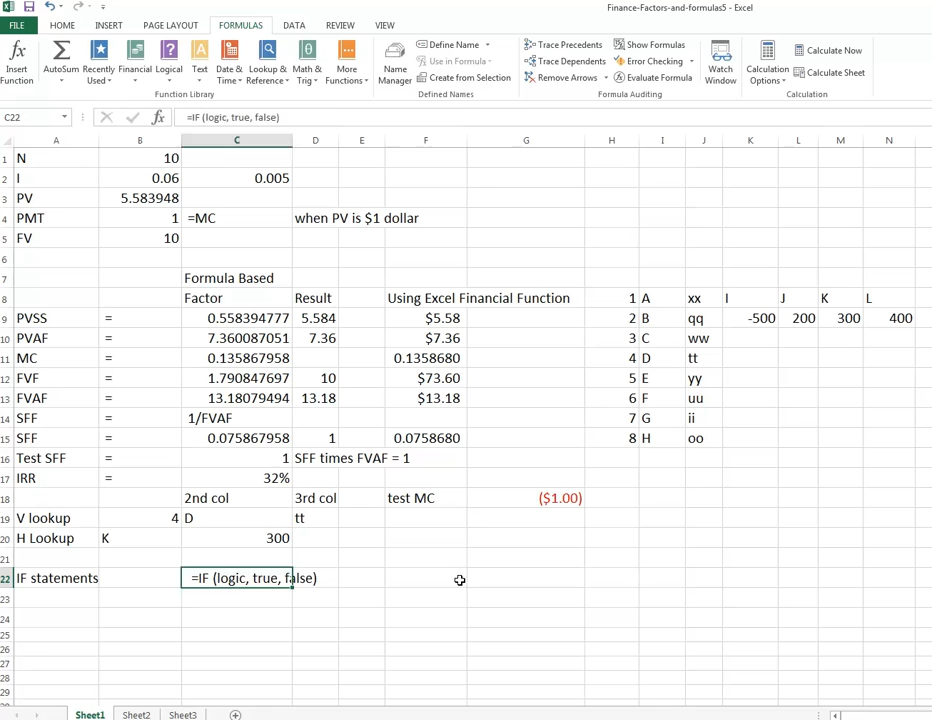 Finance-Factors-and-formulas5 - Excel
FILE HOME INSERT PAGE LAYOUT FORMULAS DATA REVIEW VIEW
fx Σ θ
Insert Function
AutoSum
Recently Used
Financial
Logical
Text
Date & Time
Lookup & Reference
Math & Trig
More Functions
Function Library
Name Manager
Define Name
Use in Formula
Create from Selection
Defined Names
Trace Precedents
Trace Dependents
Remove Arrows
Show Formulas
Error Checking
Evaluate Formula
Formula Auditing
Watch Window
Calculation Options
Calculate Now
Calculate Sheet
Calculation
C22 fx =IF (logic, true, false)
A B C D E F G H I J K L M N
1 N 10
2 I 0.06 0.005
3 PV 5.583948
4 PMT 1 =MC when PV is $1 dollar
5 FV 10
6
7 Formula Based
8 Factor Result Using Excel Financial Function 1 A xx I J K L
9 PVSS = 0.558394777 5.584 $5.58 2 B qq -500 200 300 400
10 PVAF = 7.360087051 7.36 $7.36 3 C ww
11 MC = 0.135867958 0.1358680 4 D tt
12 FVF = 1.790847697 10 $73.60 5 E yy
13 FVAF = 13.18079494 13.18 $13.18 6 F uu
14 SFF = 1/FVAF 7 G ii
15 SFF = 0.075867958 1 0.0758680 8 H oo
16 Test SFF = 1 SFF times FVAF = 1
17 IRR = 32%
18 2nd col 3rd col test MC ($1.00)
19 V lookup 4 D tt
20 H Lookup K 300
21
22 IF statements =IF (logic, true, false)
23
24
25
26
27
28
29
Sheet1 Sheet2 Sheet3